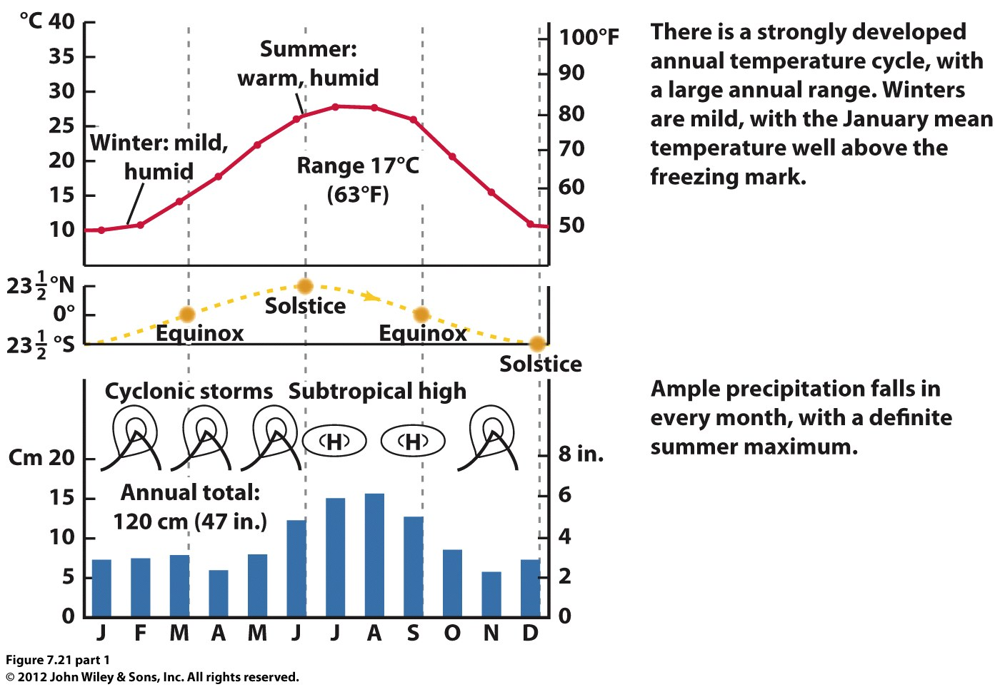 °C 40
35
30
25
20
15
10
100°F
90
80
70
60
50
Summer:
warm, humid
Winter: mild,
humid
Range 17°C
(63°F)
There is a strongly developed
annual temperature cycle, with
a large annual range. Winters
are mild, with the January mean
temperature well above the
freezing mark.
23 1/2 °N
0°
23 1/2 °S
Equinox
Solstice
Equinox
Solstice
Cyclonic storms
Subtropical high
H
H
Cm 20
15
10
5
0
8 in.
6
4
2
0
Annual total:
120 cm (47 in.)
Ample precipitation falls in
every month, with a definite
summer maximum.
J F M A M J J A S O N D
Figure 7.21 part 1
© 2012 John Wiley & Sons, Inc. All rights reserved.